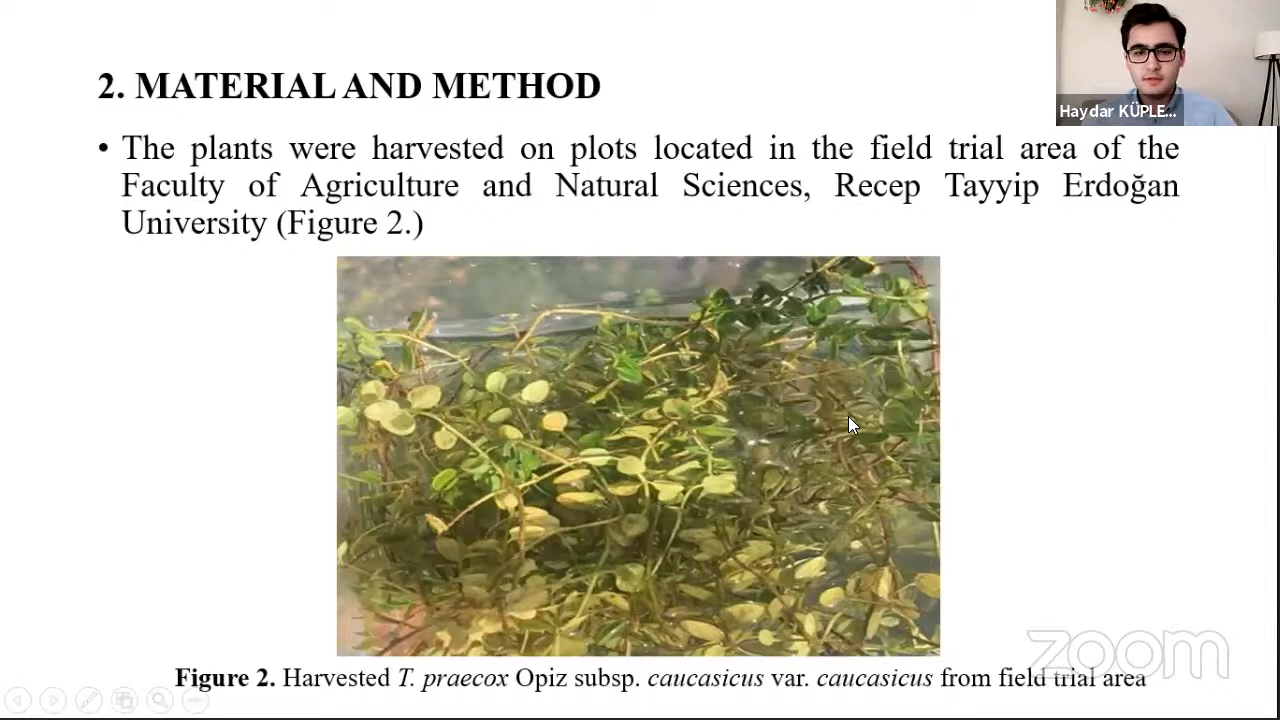 2. MATERIAL AND METHOD
Haydar KÜPLE...
• The plants were harvested on plots located in the field trial area of the
Faculty of Agriculture and Natural Sciences, Recep Tayyip Erdoğan
University (Figure 2.)
zoom
Figure 2. Harvested T. praecox Opiz subsp. caucasicus var. caucasicus from field trial area